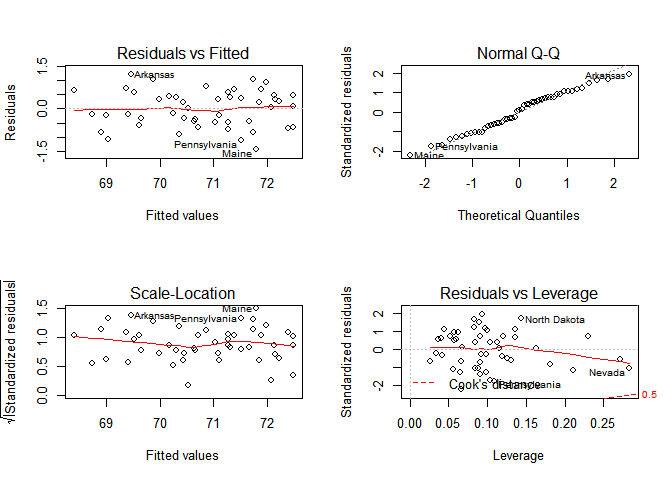 Residuals vs Fitted
Residuals
1.5
0.0
-1.5
Arkansas
Pennsylvania
Maine
69
70
71
72
Fitted values
Normal Q-Q
Standardized residuals
2
0
-2
Arkansas
Pennsylvania
Maine
-2
-1
0
1
2
Theoretical Quantiles
Scale-Location
√|Standardized residuals|
1.5
1.0
0.5
0.0
Maine
Arkansas
Pennsylvania
69
70
71
72
Fitted values
Residuals vs Leverage
Standardized residuals
2
1
0
-2
North Dakota
Nevada
Pennsylvania
Cook's distance
0.5
0.00
0.05
0.10
0.15
0.20
0.25
Leverage